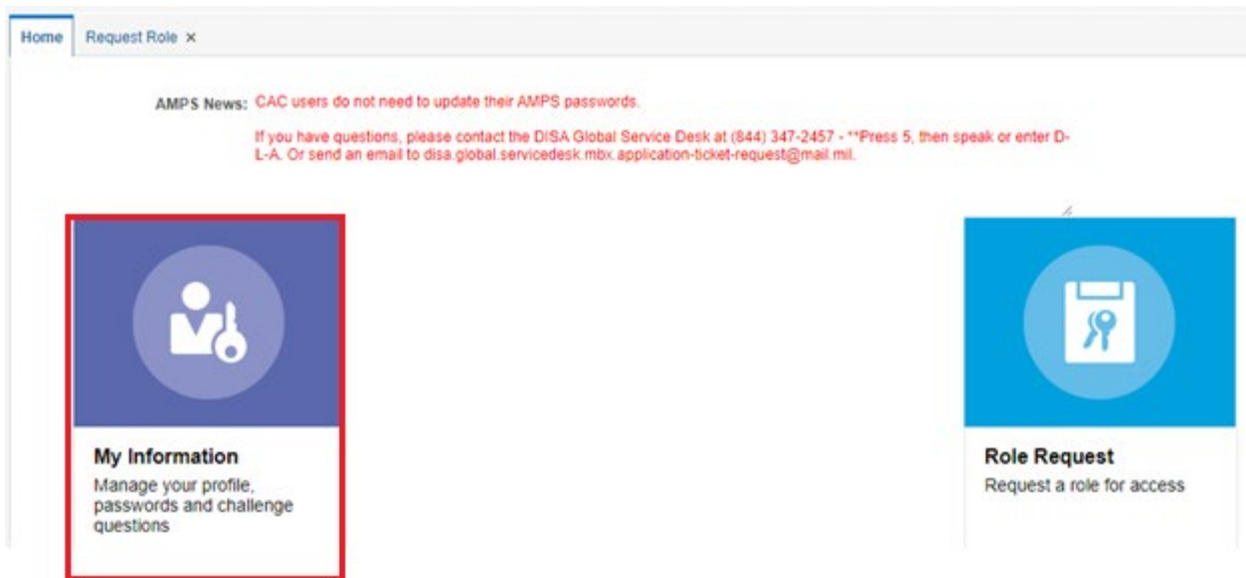 Home Request Role ×
AMPS News: CAC users do not need to update their AMPS passwords.
If you have questions, please contact the DISA Global Service Desk at (844) 347-2457 - **Press 5, then speak or enter D-
L-A. Or send an email to disa.global.servicedesk.mbx.application-ticket-request@mail.mil.
My Information
Manage your profile,
passwords and challenge
questions
Role Request
Request a role for access